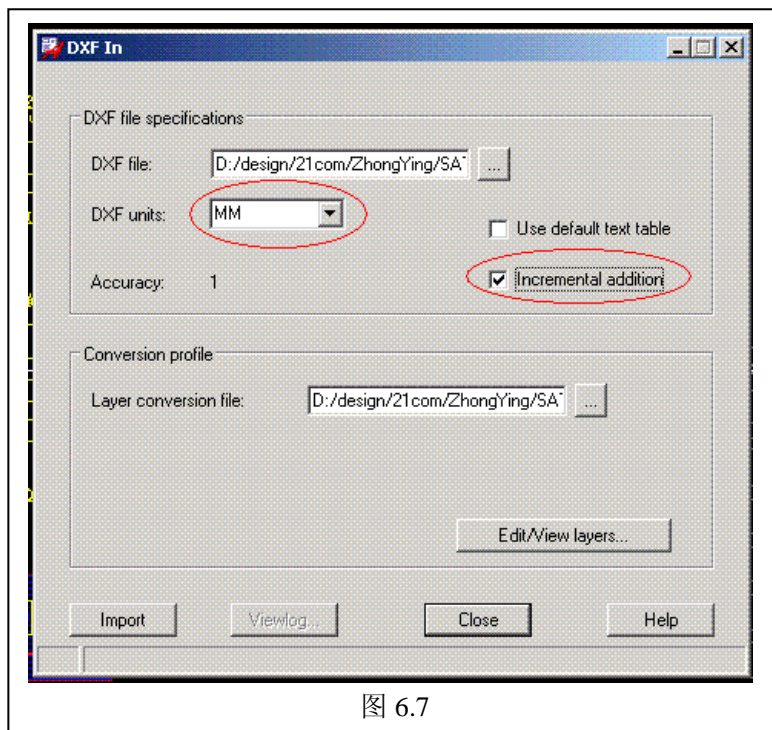 DXF In
DXF file specifications
DXF file: D:/design/21com/ZhongYing/SA ...
DXF units: MM
Use default text table
Accuracy: 1
Incremental addition
Conversion profile
Layer conversion file: D:/design/21com/ZhongYing/SA ...
Edit/View layers...
Import Viewlog... Close Help
图 6.7